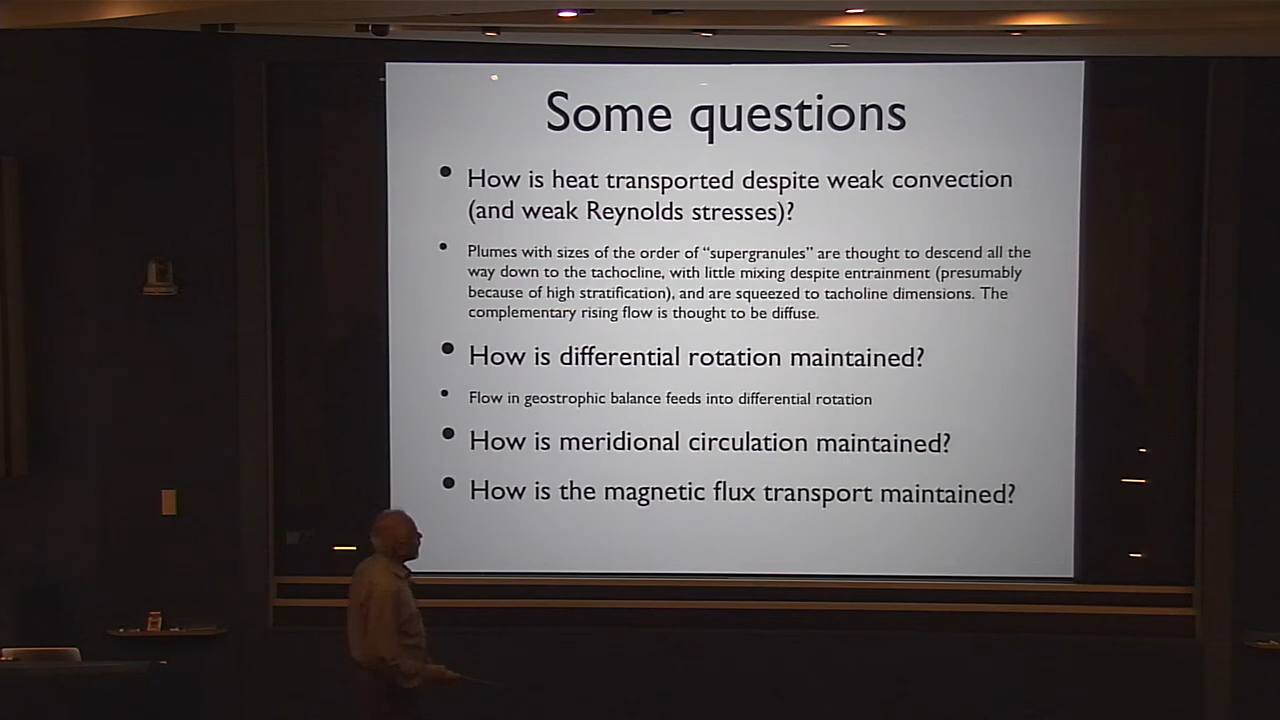 Some questions
• How is heat transported despite weak convection
(and weak Reynolds stresses)?
• Plumes with sizes of the order of “supergranules” are thought to descend all the
way down to the tachocline, with little mixing despite entrainment (presumably
because of high stratification), and are squeezed to tacholine dimensions. The
complementary rising flow is thought to be diffuse.
• How is differential rotation maintained?
• Flow in geostrophic balance feeds into differential rotation
• How is meridional circulation maintained?
• How is the magnetic flux transport maintained?